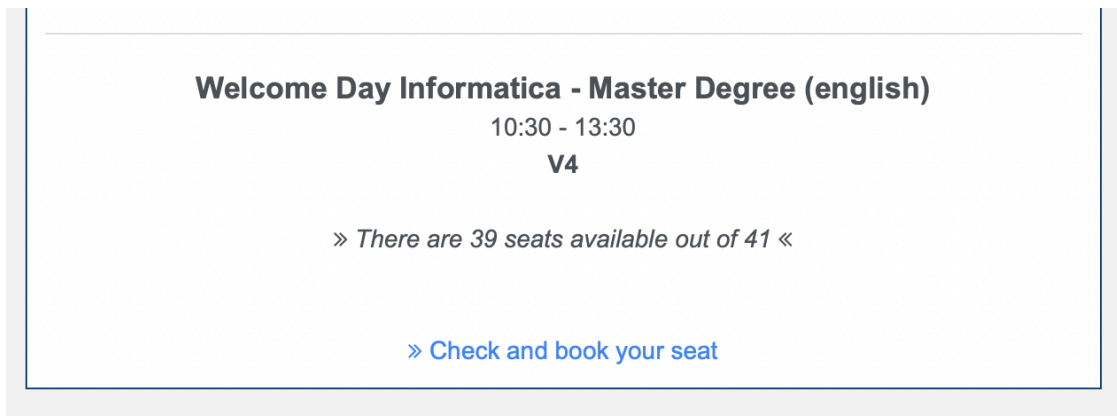 Welcome Day Informatica - Master Degree (english)
10:30 - 13:30
V4
» There are 39 seats available out of 41 «
» Check and book your seat